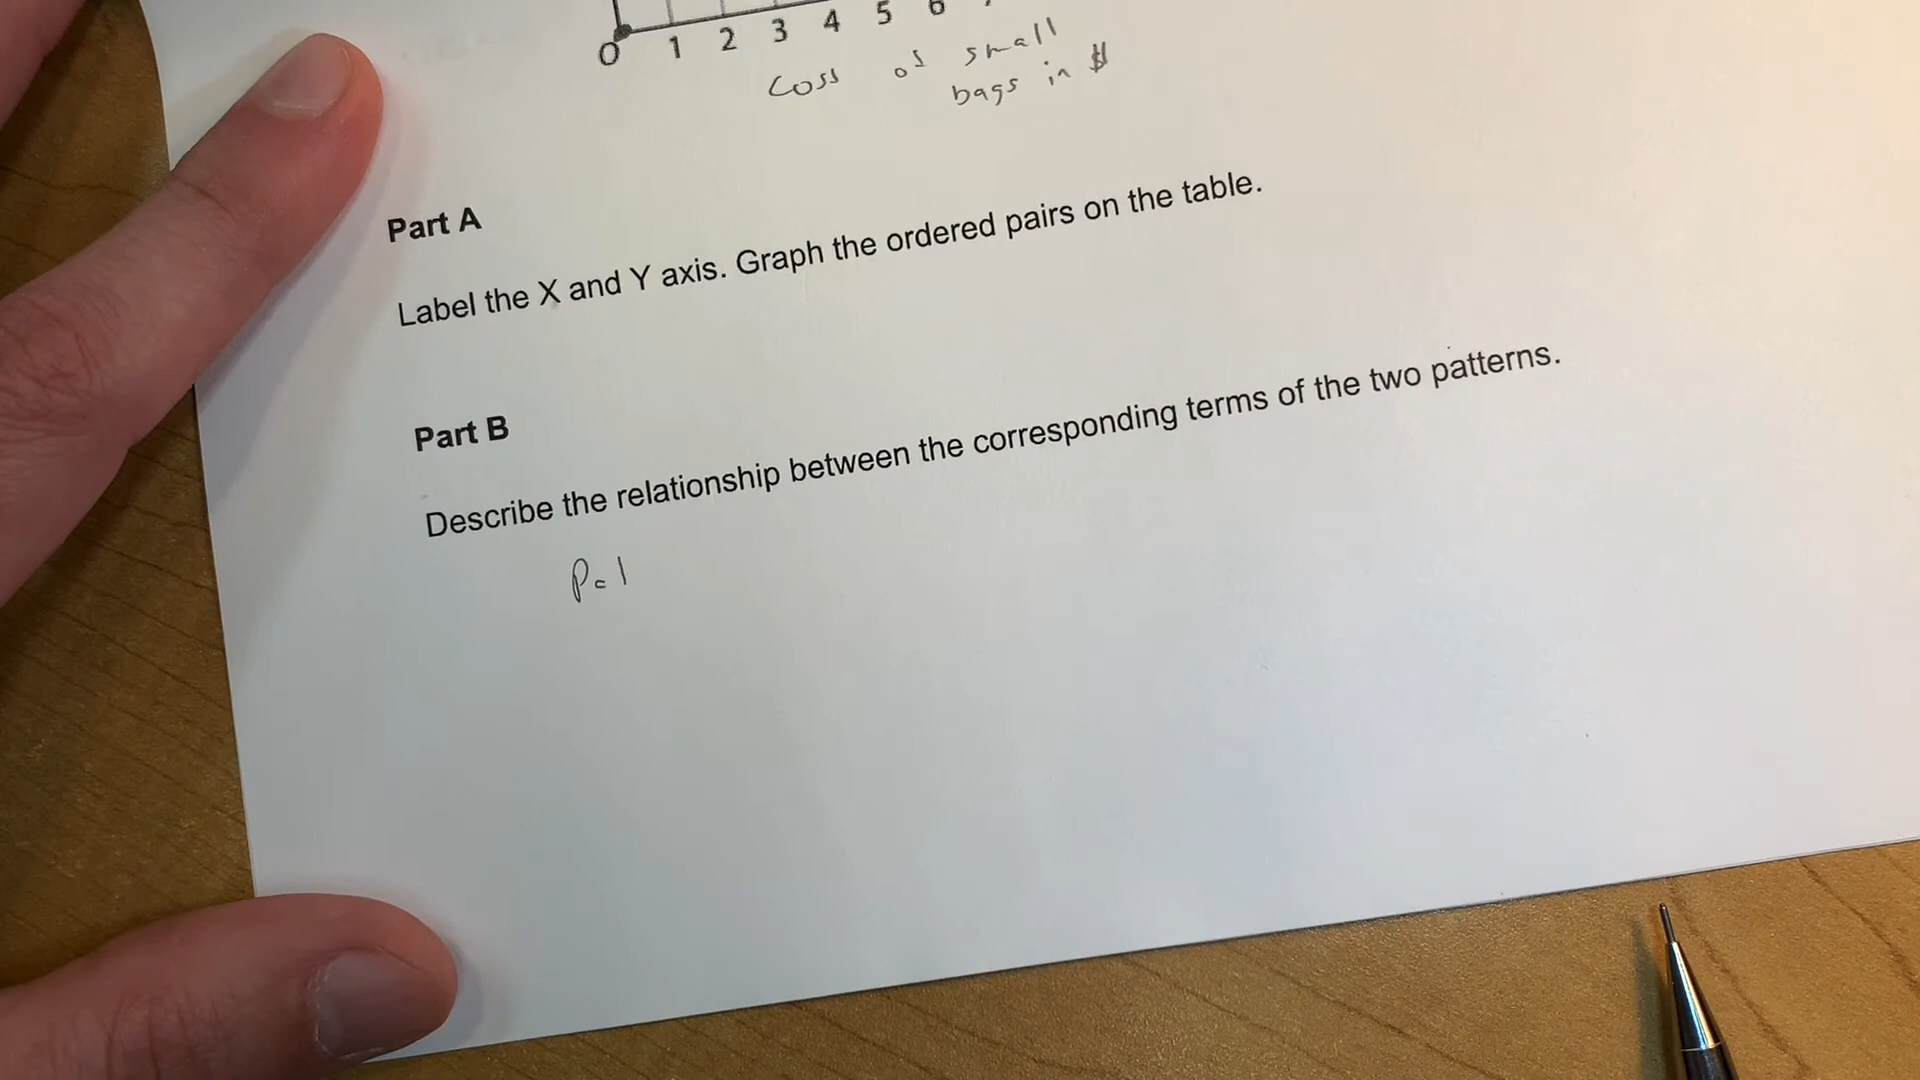 0 1 2 3 4 5 6
Coss of small
bags in $
Part A
Label the X and Y axis. Graph the ordered pairs on the table.
Part B
Describe the relationship between the corresponding terms of the two patterns.
P=1